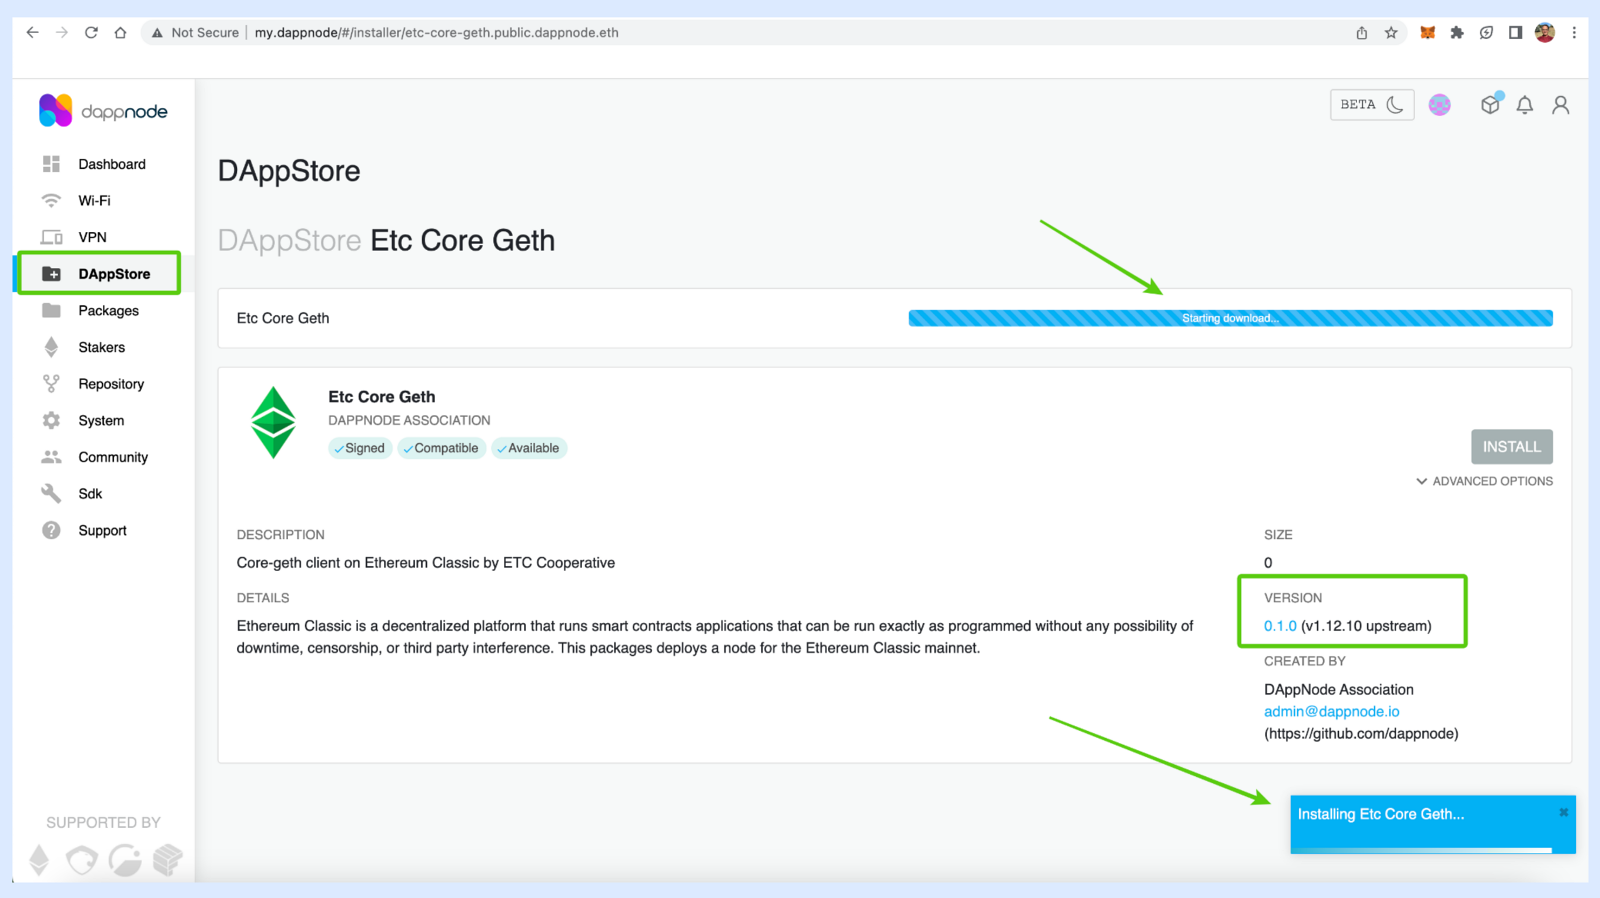 Not Secure | my.dappnode/#/installer/etc-core-geth.public.dappnode.eth
dappnode
BETA
Dashboard
Wi-Fi
VPN
DAppStore
Packages
Stakers
Repository
System
Community
Sdk
Support
SUPPORTED BY
DAppStore
DAppStore Etc Core Geth
Etc Core Geth
Starting download...
Etc Core Geth
DAPPNODE ASSOCIATION
Signed Compatible Available
INSTALL
ADVANCED OPTIONS
DESCRIPTION
Core-geth client on Ethereum Classic by ETC Cooperative
DETAILS
Ethereum Classic is a decentralized platform that runs smart contracts applications that can be run exactly as programmed without any possibility of
downtime, censorship, or third party interference. This packages deploys a node for the Ethereum Classic mainnet.
SIZE
0
VERSION
0.1.0 (v1.12.10 upstream)
CREATED BY
DAppNode Association
admin@dappnode.io
(https://github.com/dappnode)
Installing Etc Core Geth...